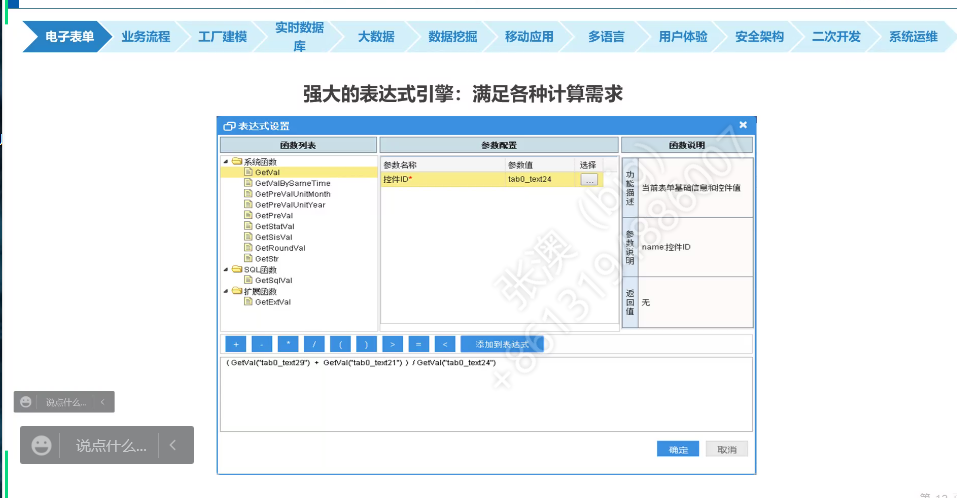 电子表单 业务流程 工厂建模 实时数据库 大数据 数据挖掘 移动应用 多语言 用户体验 安全架构 二次开发 系统运维
强大的表达式引擎：满足各种计算需求
表达式设置
函数列表 参数配置 函数说明
系统函数
GetVal
GetValBySameTime
GetPreValUnitMonth
GetPreValUnitYear
GetPreVal
GetStatVal
GetSisVal
GetRoundVal
GetStr
SQL函数
GetSqlVal
扩展函数
GetExtVal
参数名称 参数值 选择
控件ID* tab0_text24 ...
功能描述 当前表单基础信息和控件值
参数说明 name:控件ID
返回值 无
+ - * / ( ) > = < 添加到表达式
( GetVal("tab0_text29") + GetVal("tab0_text21") ) / GetVal("tab0_text24")
确定 取消
说点什么...
说点什么...
张澳